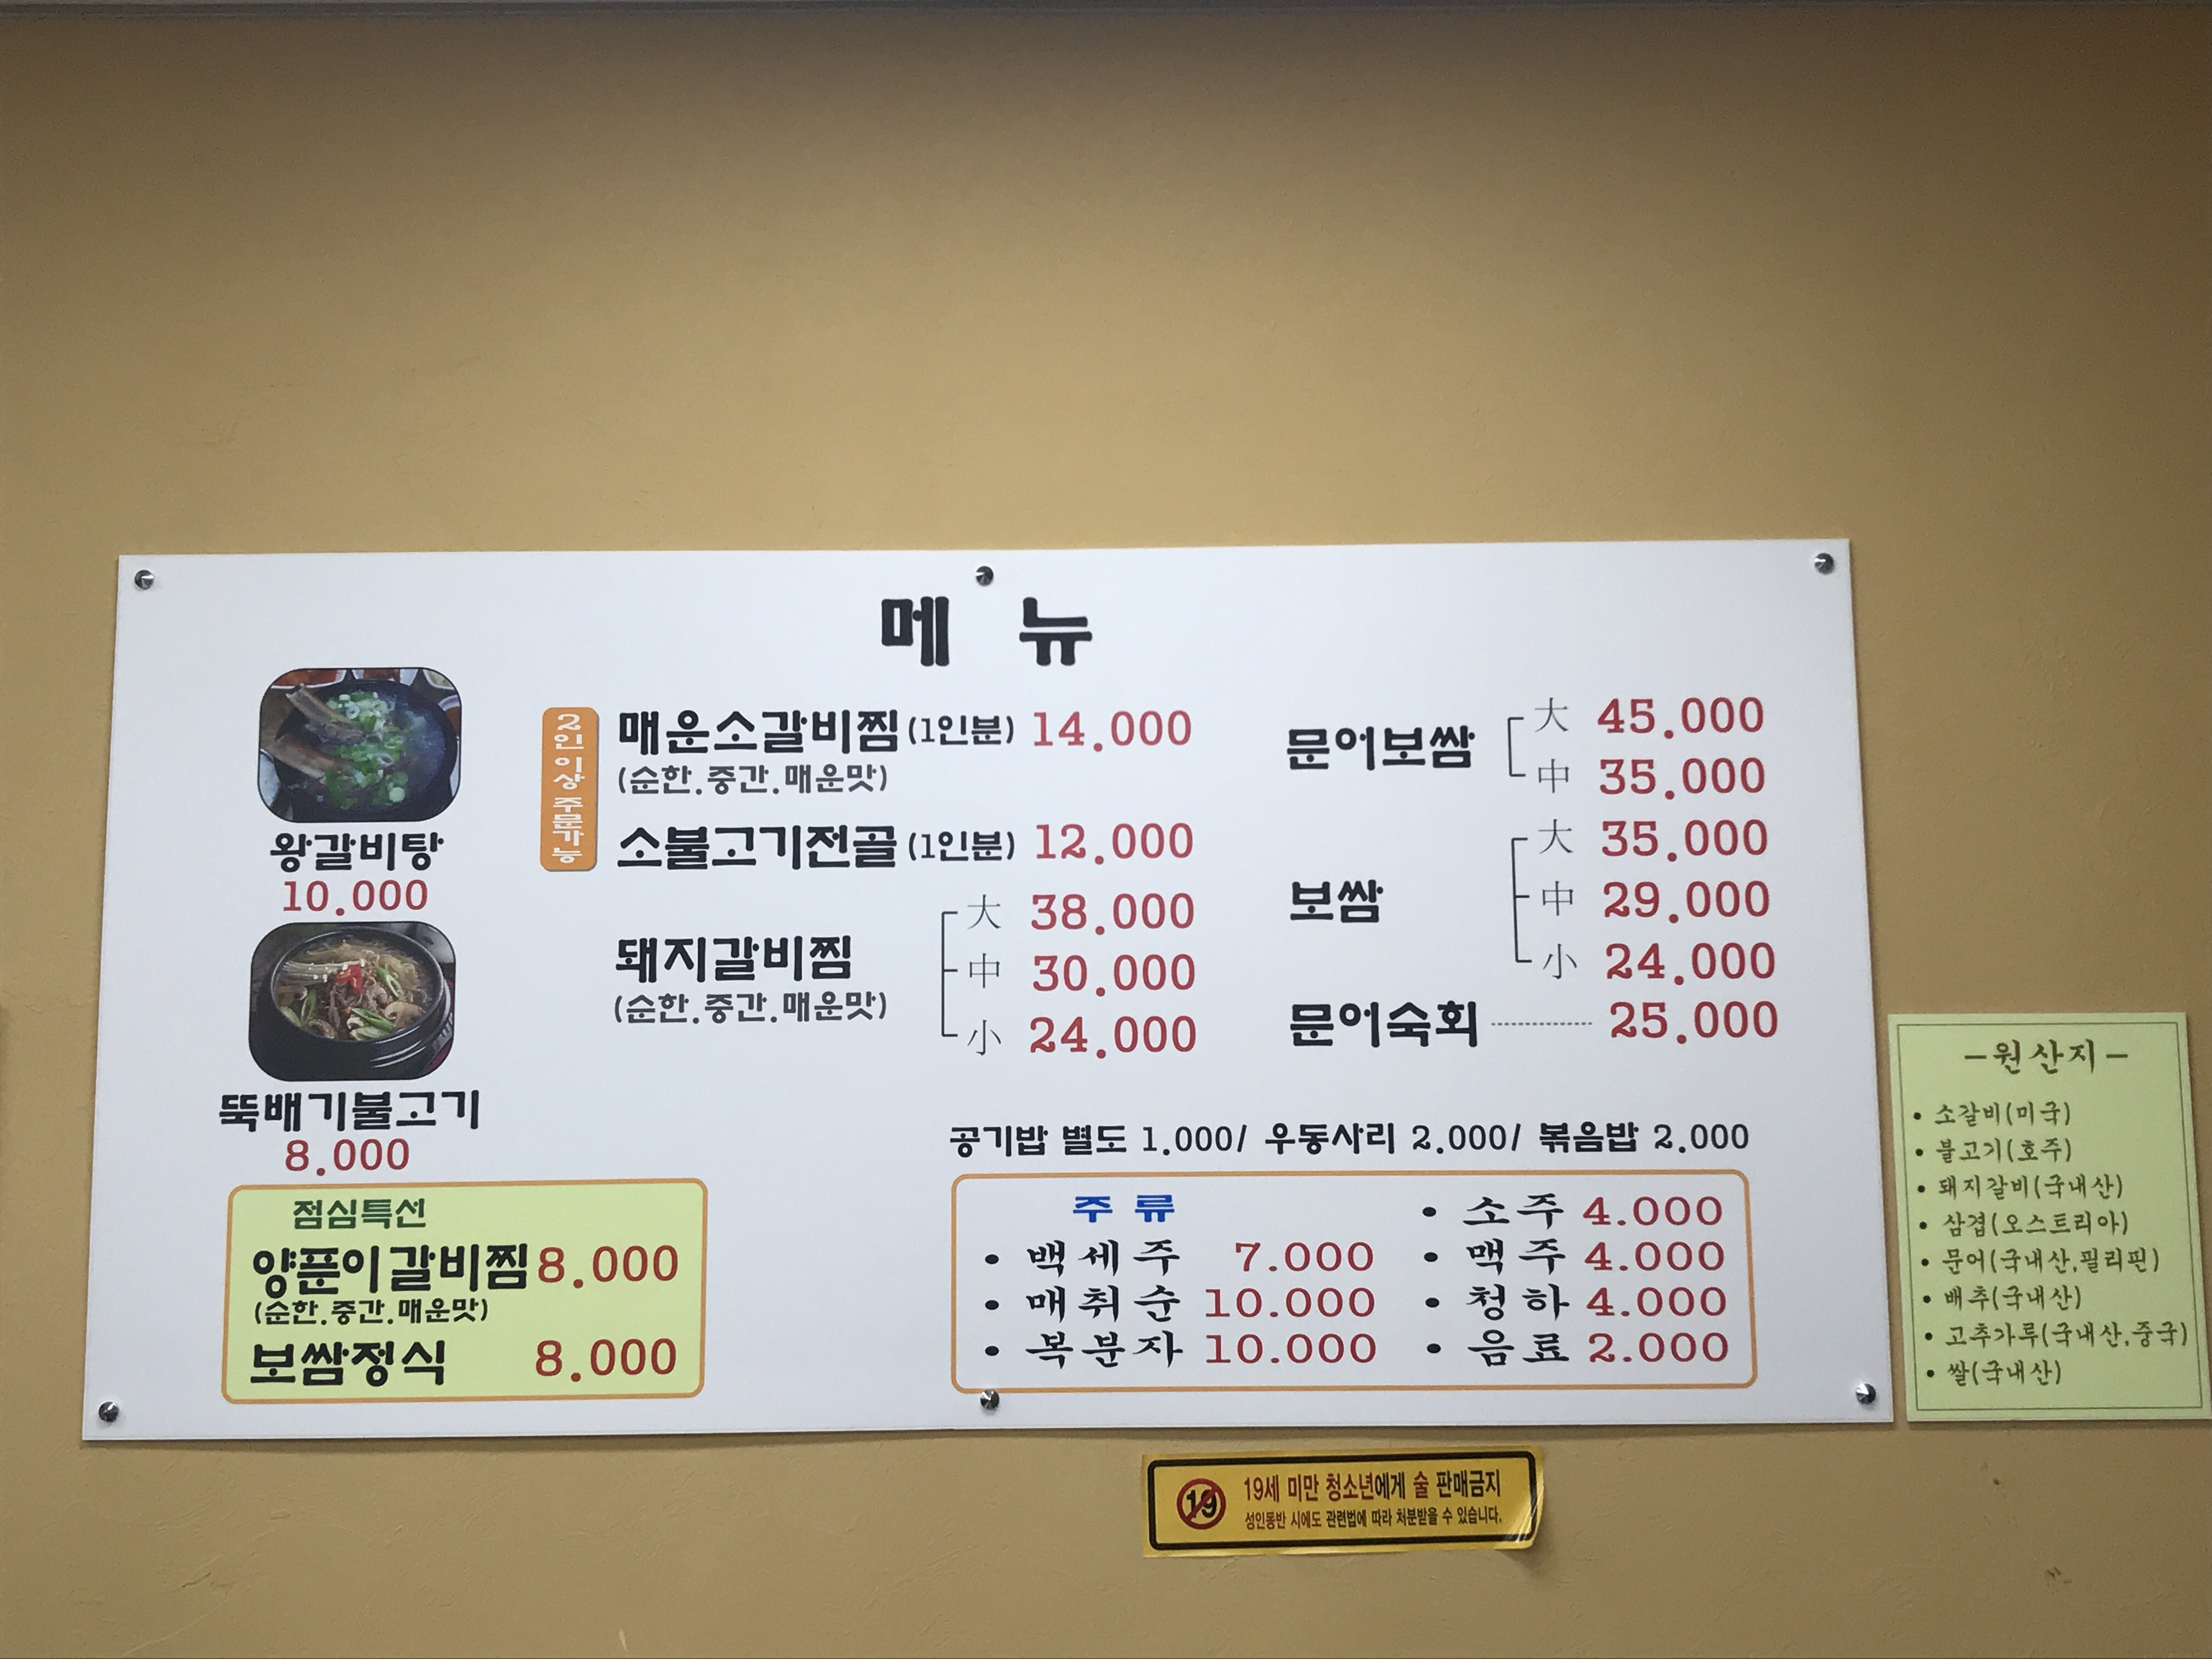 메 뉴
왕갈비탕
10.000
뚝배기불고기
8.000
점심특선
양푼이갈비찜 8.000
(순한.중간.매운맛)
보쌈정식 8.000
2인 이상 주문가능
매운소갈비찜 (1인분) 14.000
(순한.중간.매운맛)
소불고기전골 (1인분) 12.000
돼지갈비찜
(순한.중간.매운맛)
大 38.000
中 30.000
小 24.000
문어보쌈
大 45.000
中 35.000
보쌈
大 35.000
中 29.000
小 24.000
문어숙회 25.000
공기밥 별도 1.000/ 우동사리 2.000/ 볶음밥 2.000
주 류
• 백세주 7.000
• 매취순 10.000
• 복분자 10.000
• 소주 4.000
• 맥주 4.000
• 청하 4.000
• 음료 2.000
-원산지-
• 소갈비(미국)
• 불고기(호주)
• 돼지갈비(국내산)
• 삼겹(오스트리아)
• 문어(국내산,필리핀)
• 배추(국내산)
• 고추가루(국내산,중국)
• 쌀(국내산)
19
19세 미만 청소년에게 술 판매금지
성인동반 시에도 관련법에 따라 처분받을 수 있습니다.